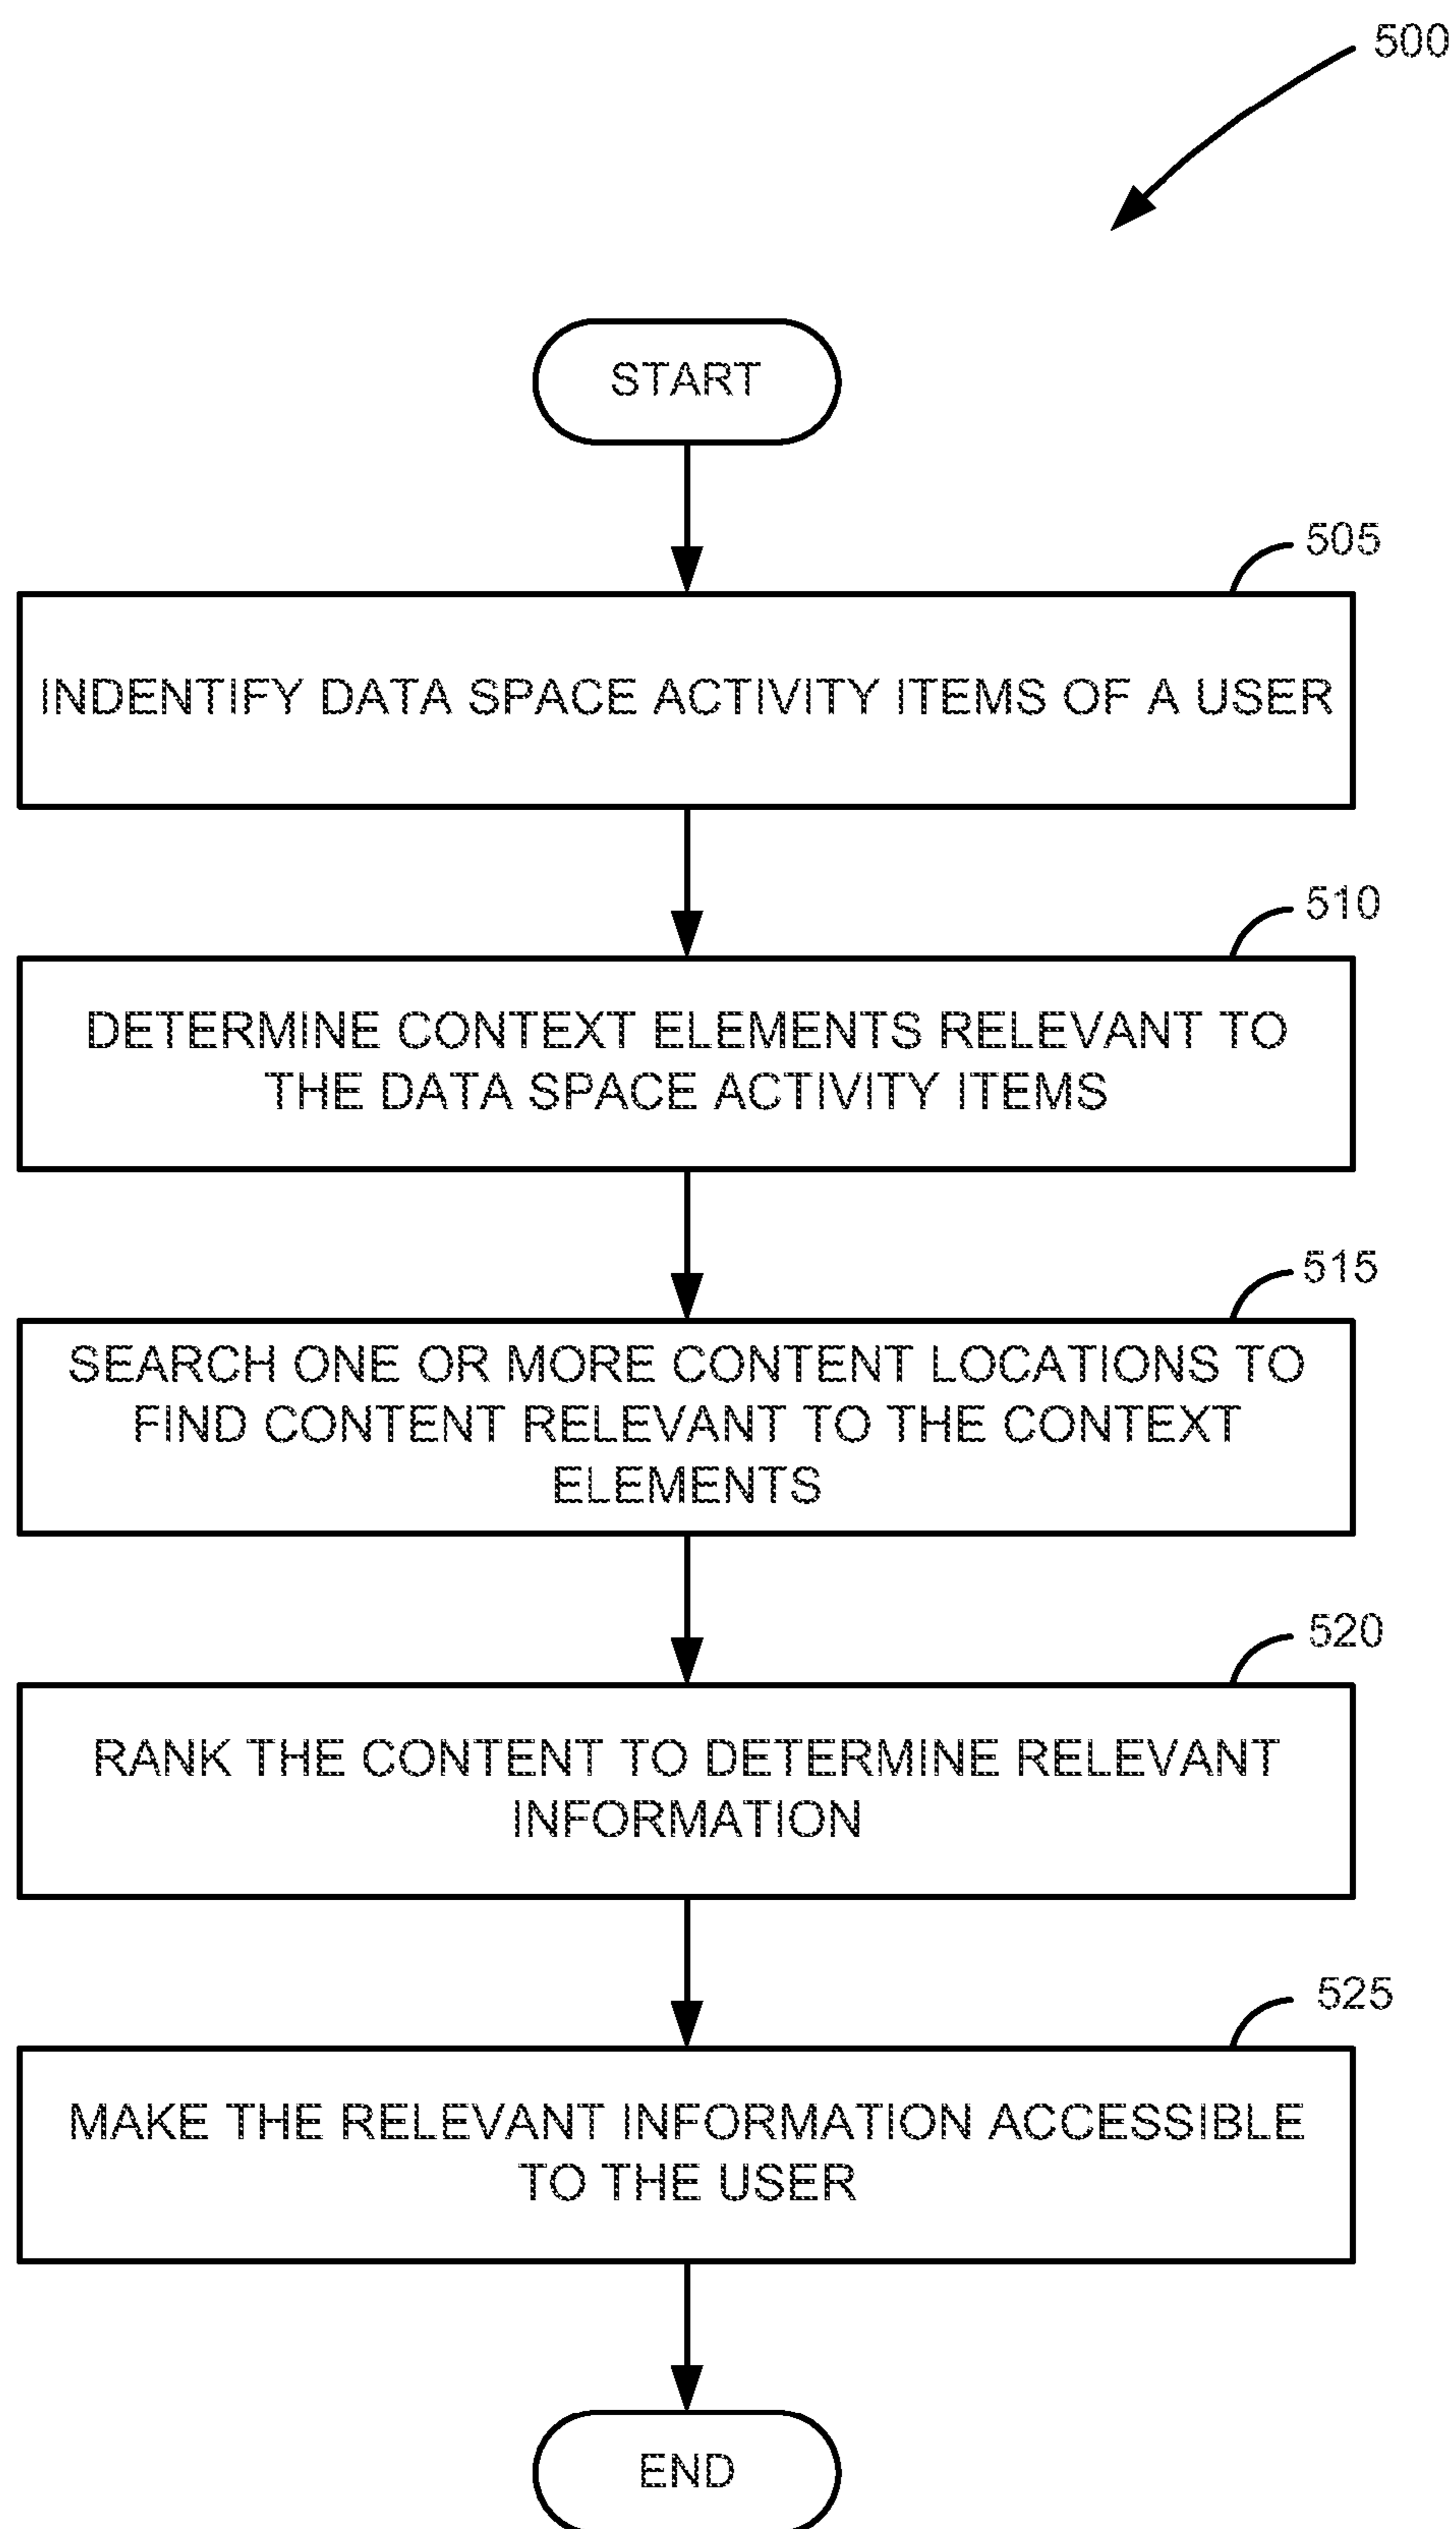 500
START
505
INDENTIFY DATA SPACE ACTIVITY ITEMS OF A USER
510
DETERMINE CONTEXT ELEMENTS RELEVANT TO
THE DATA SPACE ACTIVITY ITEMS
515
SEARCH ONE OR MORE CONTENT LOCATIONS TO
FIND CONTENT RELEVANT TO THE CONTEXT
ELEMENTS
520
RANK THE CONTENT TO DETERMINE RELEVANT
INFORMATION
525
MAKE THE RELEVANT INFORMATION ACCESSIBLE
TO THE USER
END